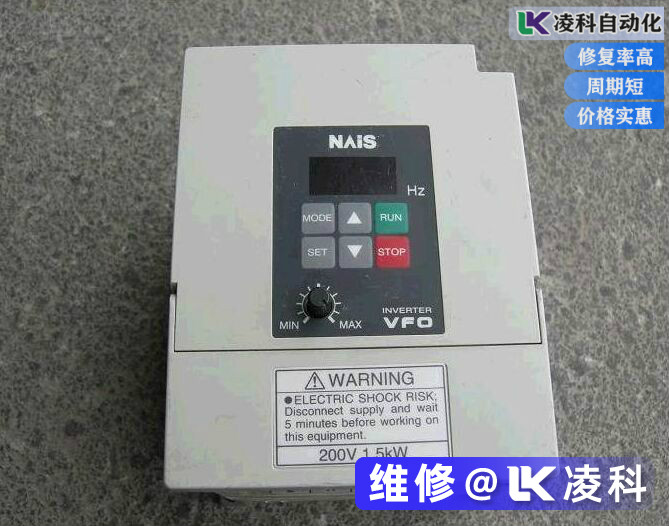 LK 凌科自动化
修复率高
周期短
价格实惠
NAiS
Hz
MODE ▲ RUN
SET ▼ STOP
MIN MAX
INVERTER
VFO
⚠ WARNING
●ELECTRIC SHOCK RISK;
Disconnect supply and wait
5 minutes before working on
this equipment.
200V 1.5kW
维修@LK凌科